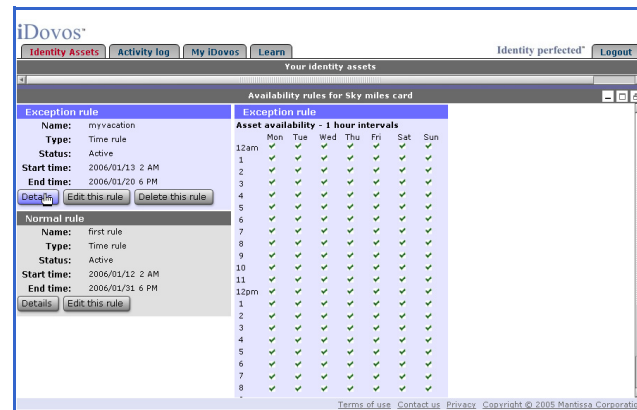 iDovos
Identity Assets Activity log My iDovos Learn Identity perfected Logout
Your identity assets
Availability rules for Sky miles card
Exception rule
Name: myvacation
Type: Time rule
Status: Active
Start time: 2006/01/13 2 AM
End time: 2006/01/20 6 PM
Details Edit this rule Delete this rule
Normal rule
Name: first rule
Type: Time rule
Status: Active
Start time: 2006/01/12 2 AM
End time: 2006/01/31 6 PM
Details Edit this rule
Exception rule
Asset availability - 1 hour intervals
Mon Tue Wed Thu Fri Sat Sun
12am
1
2
3
4
5
6
7
8
9
10
11
12pm
1
2
3
4
5
6
7
8
Terms of use Contact us Privacy Copyright © 2005 Mantissa Corporatio